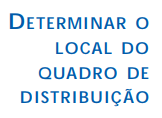 DETERMINAR O
LOCAL DO
QUADRO DE
DISTRIBUIÇÃO